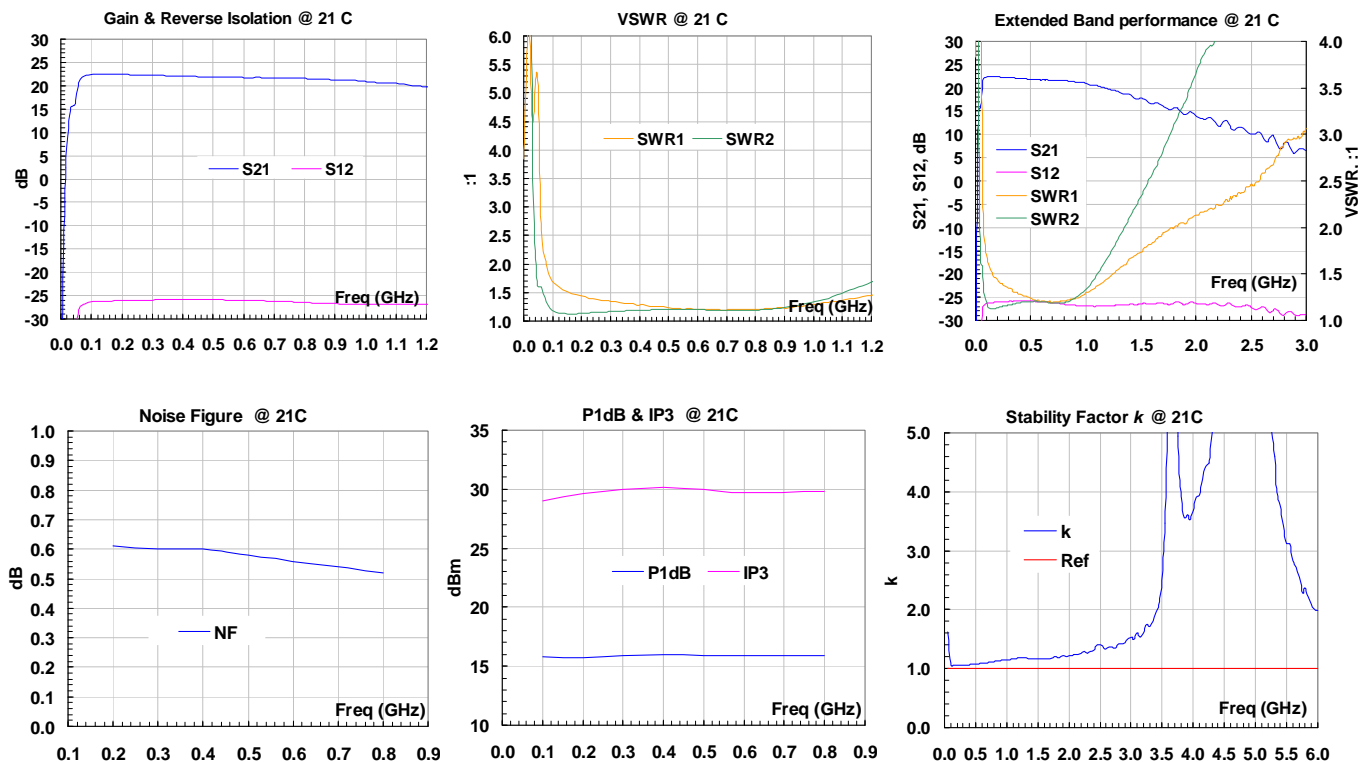 Gain & Reverse Isolation @ 21 C
30
25
20
15
10
5
0
-5
-10
-15
-20
-25
-30
dB
S21 S12
Freq (GHz)
0.0 0.1 0.2 0.3 0.4 0.5 0.6 0.7 0.8 0.9 1.0 1.1 1.2
VSWR @ 21 C
6.0
5.5
5.0
4.5
4.0
3.5
3.0
2.5
2.0
1.5
1.0
:1
SWR1 SWR2
Freq (GHz)
0.0 0.1 0.2 0.3 0.4 0.5 0.6 0.7 0.8 0.9 1.0 1.1 1.2
Extended Band performance @ 21 C
30
25
20
15
10
5
0
-5
-10
-15
-20
-25
-30
S21, S12, dB
S21
S12
SWR1
SWR2
4.0
3.5
3.0
2.5
2.0
1.5
1.0
VSWR, :1
Freq (GHz)
0.0 0.5 1.0 1.5 2.0 2.5 3.0
Noise Figure @ 21C
1.0
0.9
0.8
0.7
0.6
0.5
0.4
0.3
0.2
0.1
0.0
dB
NF
Freq (GHz)
0.1 0.2 0.3 0.4 0.5 0.6 0.7 0.8 0.9
P1dB & IP3 @ 21C
35
30
25
20
15
10
dBm
P1dB IP3
Freq (GHz)
0.0 0.1 0.2 0.3 0.4 0.5 0.6 0.7 0.8 0.9
Stability Factor k @ 21C
5.0
4.0
3.0
2.0
1.0
0.0
k
k
Ref
Freq (GHz)
0.0 0.5 1.0 1.5 2.0 2.5 3.0 3.5 4.0 4.5 5.0 5.5 6.0